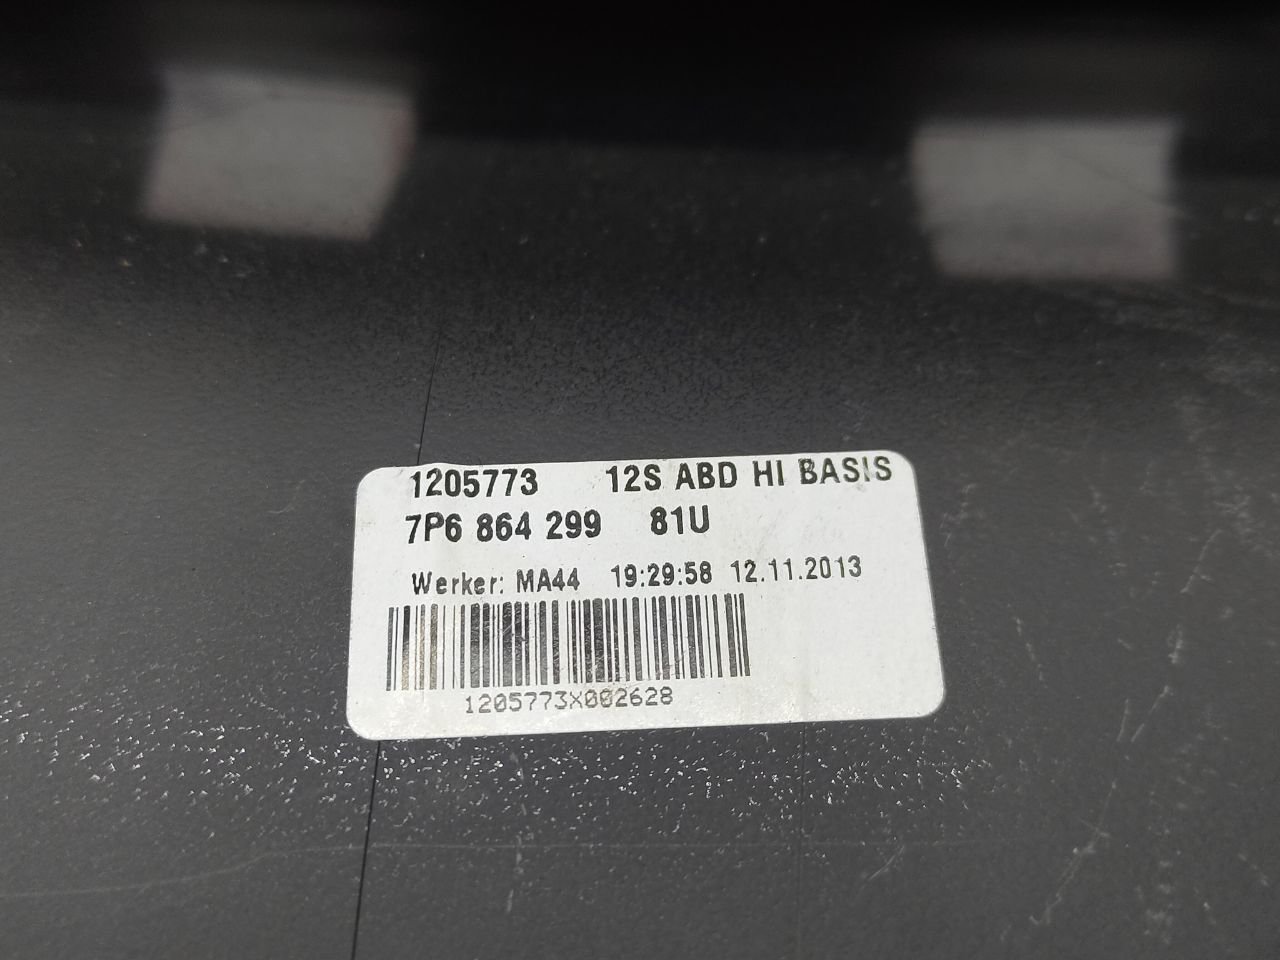 1205773 12S ABD HI BASIS
7P6 864 299 81U
Werker: MA44 19:29:58 12.11.2013
1205773X002628